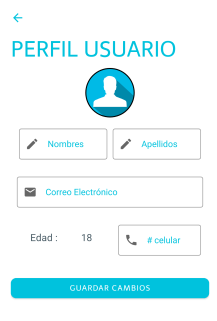 PERFIL USUARIO
Nombres Apellidos
Correo Electrónico
Edad : 18 # celular
GUARDAR CAMBIOS